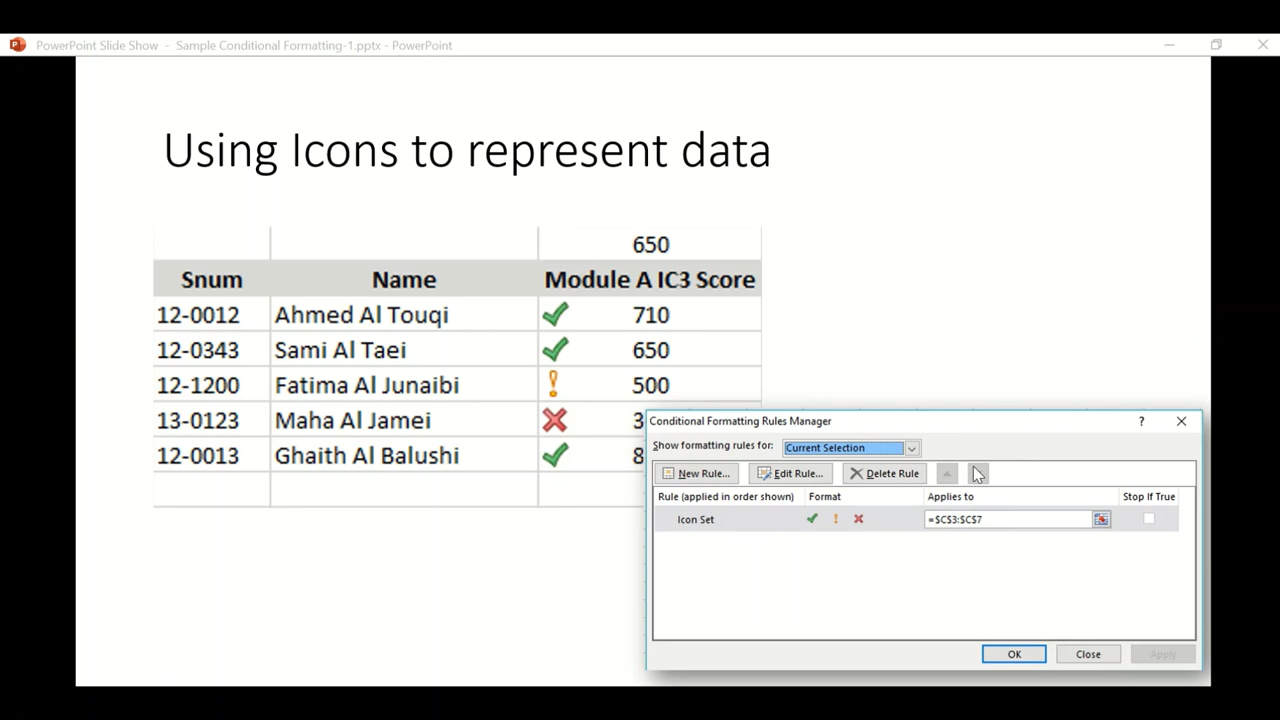 PowerPoint Slide Show - Sample Conditional Formatting-1.pptx - PowerPoint
Using Icons to represent data
650
Snum Name Module A IC3 Score
12-0012 Ahmed Al Touqi 710
12-0343 Sami Al Taei 650
12-1200 Fatima Al Junaibi 500
13-0123 Maha Al Jamei 3
12-0013 Ghaith Al Balushi 8
Conditional Formatting Rules Manager ?
Show formatting rules for: Current Selection
New Rule... Edit Rule... Delete Rule
Rule (applied in order shown) Format Applies to Stop If True
Icon Set =$C$3:$C$7
OK Close Apply